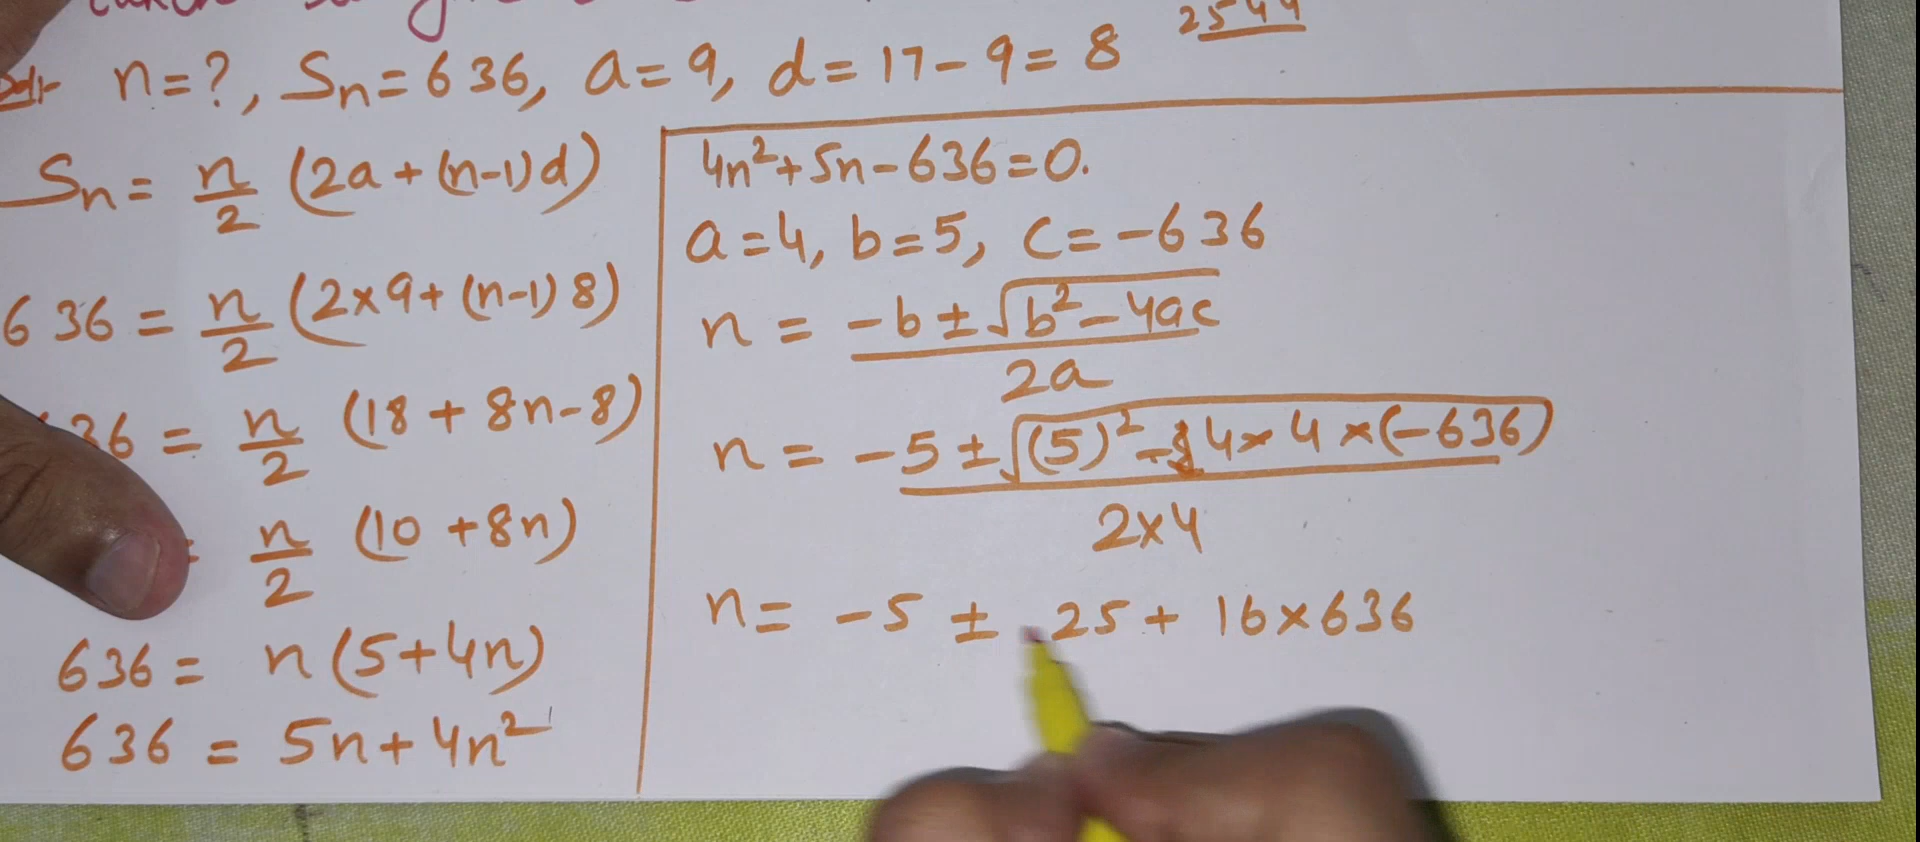 2544
n=?, Sn=636, a=9, d=17-9=8
Sn= n/2 (2a+(n-1)d)
636= n/2 (2×9+(n-1)8)
36= n/2 (18+8n-8)
= n/2 (10+8n)
636= n(5+4n)
636=5n+4n²
4n²+5n-636=0.
a=4, b=5, c=-636
n= -b±√b²-4ac
2a
n= -5±√(5)²-4×4×(-636)
2×4
n= -5 ± 25+16×636